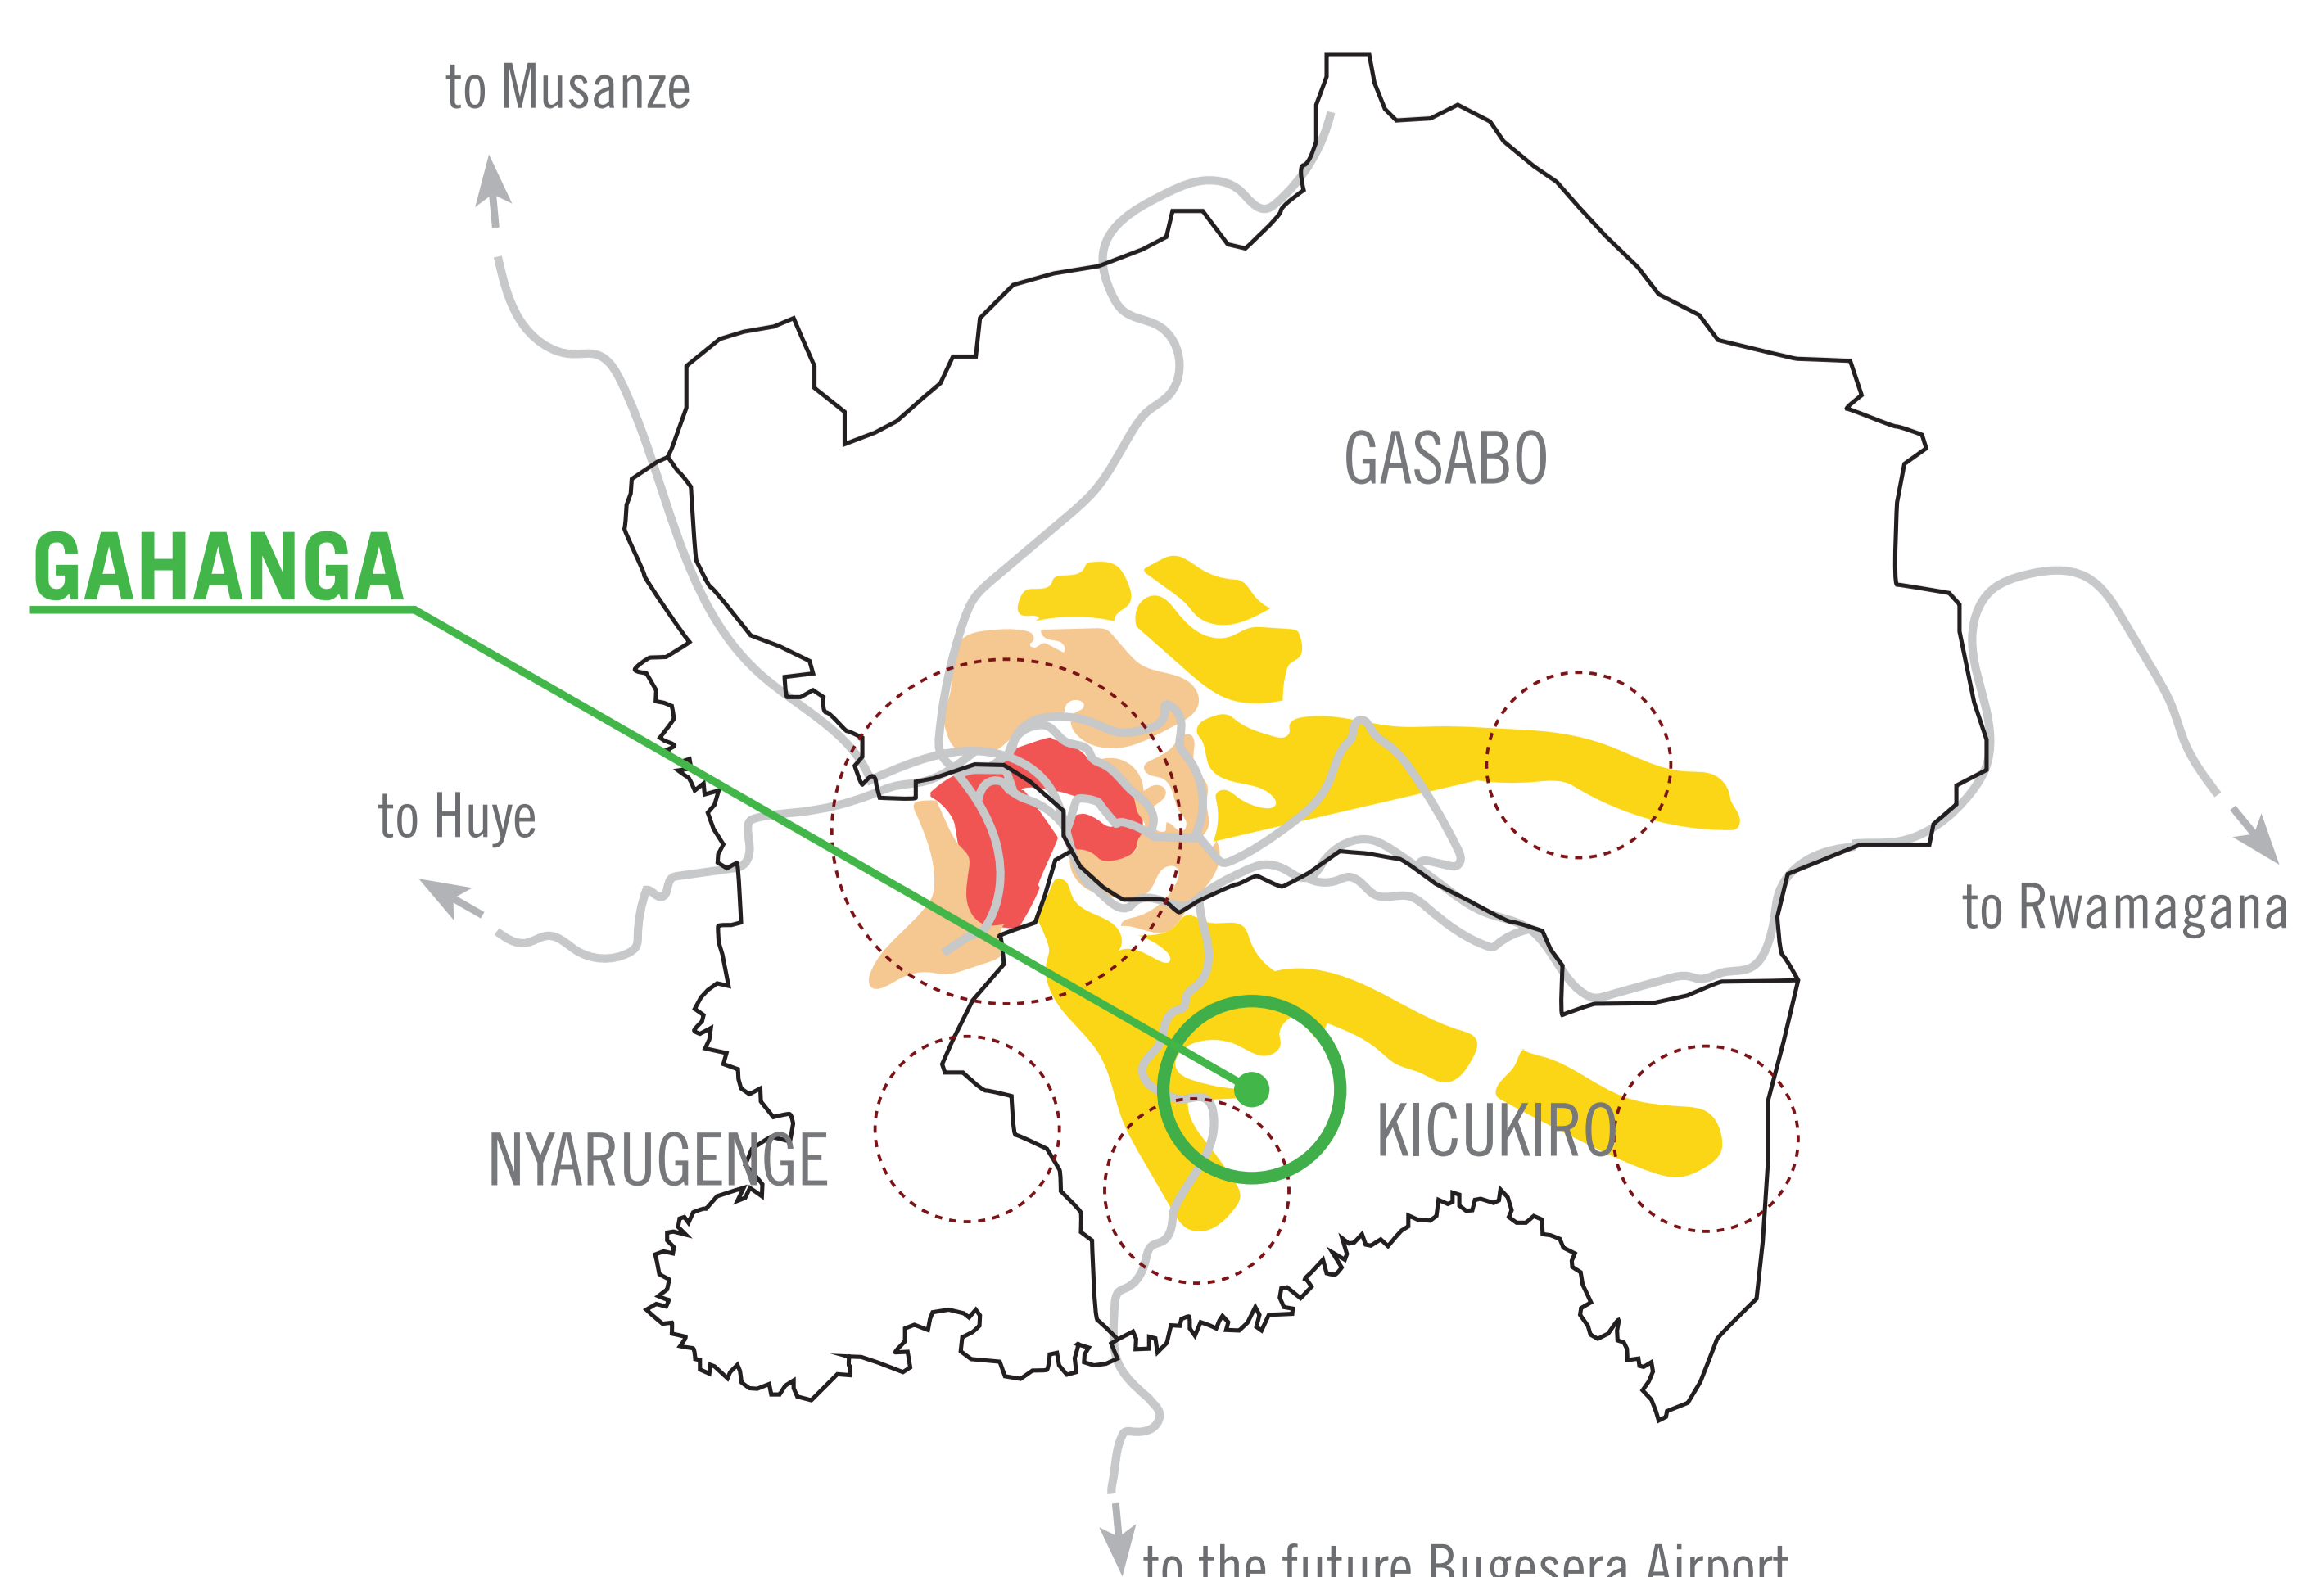 to Musanze
GASABO
GAHANGA
to Huye
to Rwamagana
NYARUGENGE
KICUKIRO
to the future Bugesera Airport